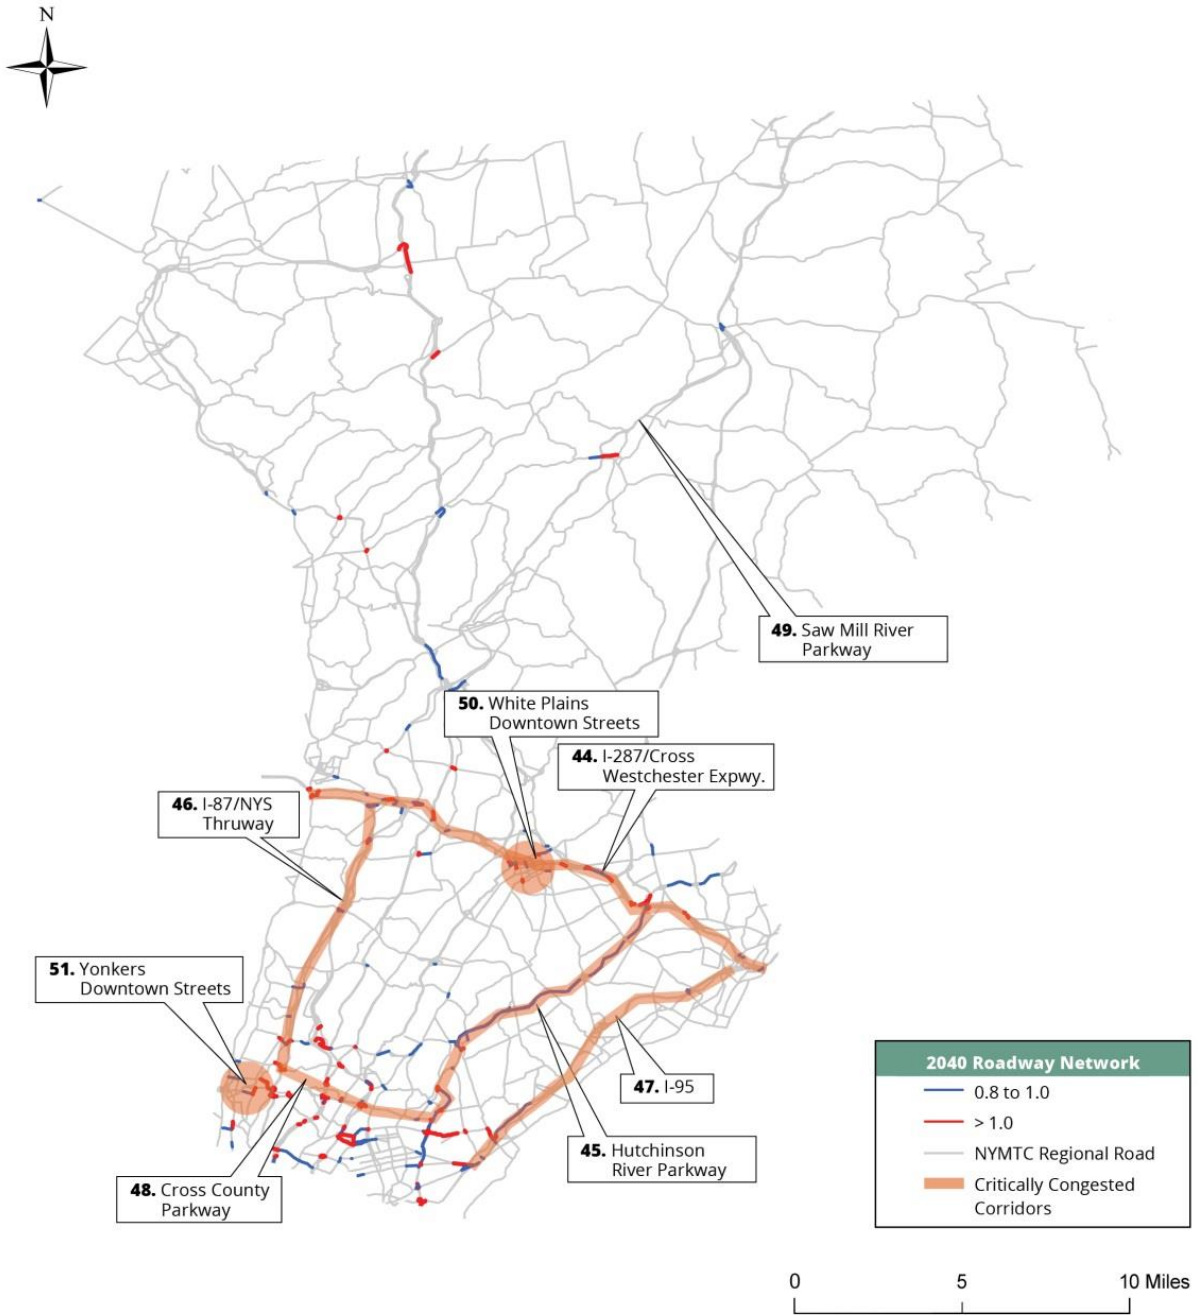 N
49. Saw Mill River
Parkway
50. White Plains
Downtown Streets
44. I-287/Cross
Westchester Expwy.
46. I-87/NYS
Thruway
51. Yonkers
Downtown Streets
47. I-95
45. Hutchinson
River Parkway
48. Cross County
Parkway
2040 Roadway Network
0.8 to 1.0
> 1.0
NYMTC Regional Road
Critically Congested
Corridors
0 5 10 Miles